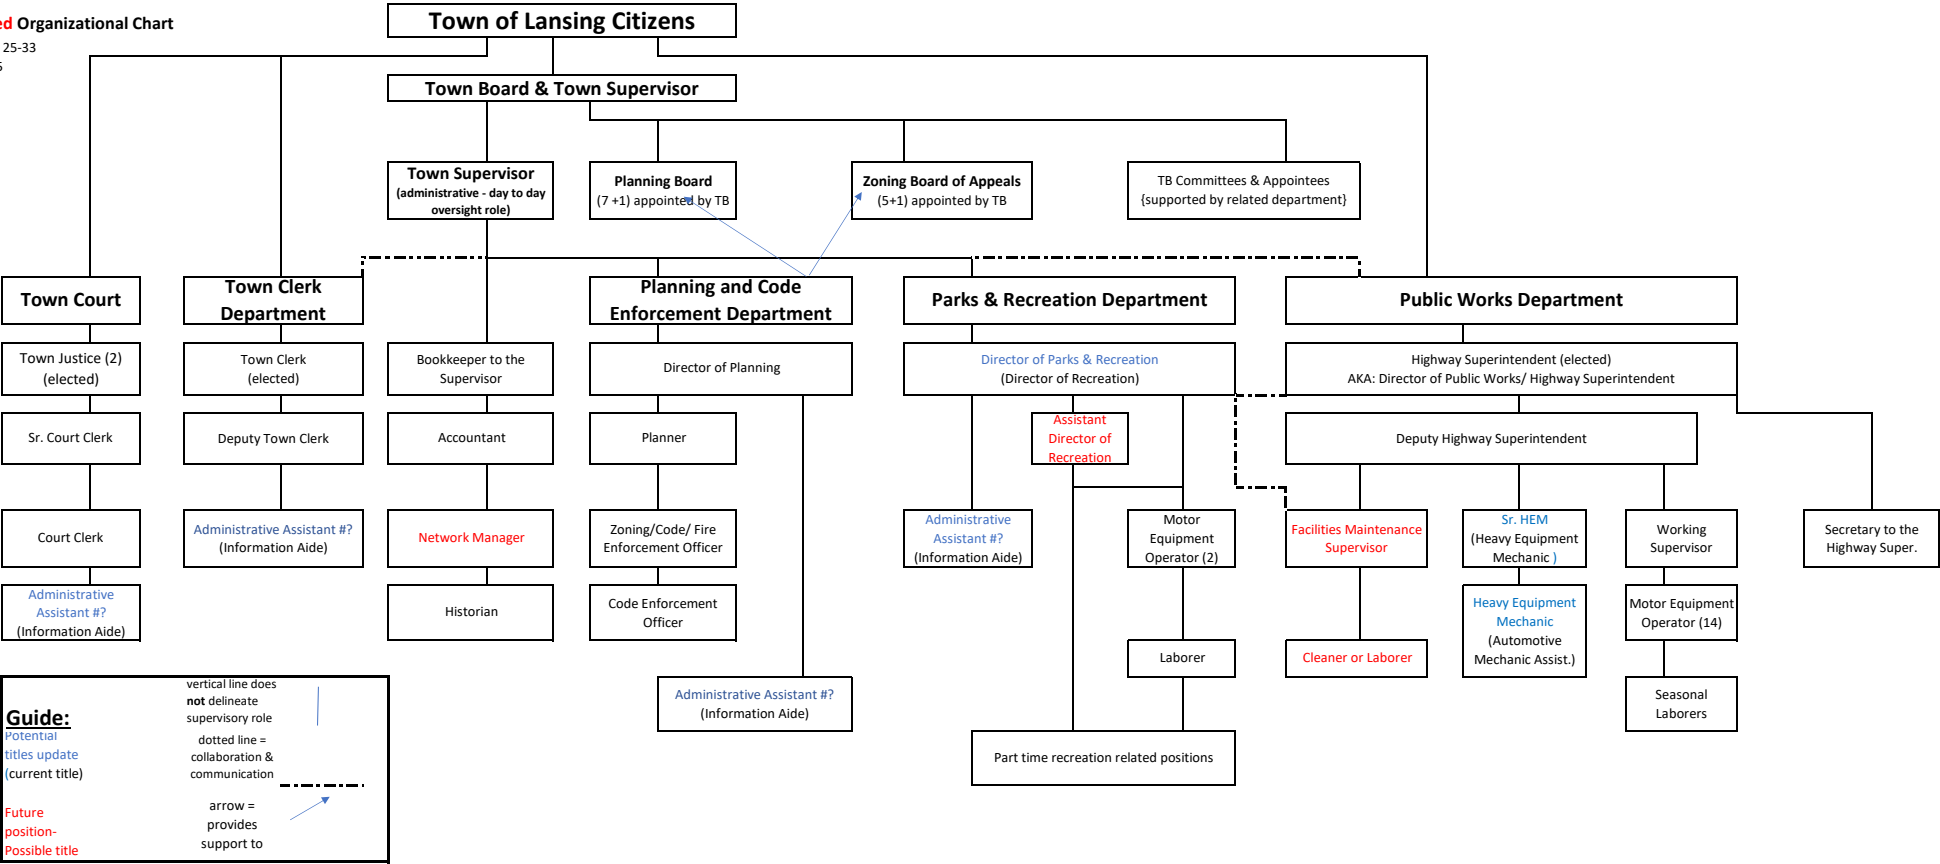 ed Organizational Chart
25-33
Town of Lansing Citizens
Town Board & Town Supervisor
Town Supervisor
(administrative - day to day
oversight role)
Planning Board
(7 +1) appointed by TB
Zoning Board of Appeals
(5+1) appointed by TB
TB Committees & Appointees
{supported by related department}
Town Court
Town Clerk
Department
Planning and Code
Enforcement Department
Parks & Recreation Department
Public Works Department
Town Justice (2)
(elected)
Town Clerk
(elected)
Bookkeeper to the
Supervisor
Director of Planning
Director of Parks & Recreation
(Director of Recreation)
Highway Superintendent (elected)
AKA: Director of Public Works/ Highway Superintendent
Sr. Court Clerk
Deputy Town Clerk
Accountant
Planner
Assistant
Director of
Recreation
Deputy Highway Superintendent
Court Clerk
Administrative Assistant #?
(Information Aide)
Network Manager
Zoning/Code/ Fire
Enforcement Officer
Administrative
Assistant #?
(Information Aide)
Motor
Equipment
Operator (2)
Facilities Maintenance
Supervisor
Sr. HEM
(Heavy Equipment
Mechanic )
Working
Supervisor
Secretary to the
Highway Super.
Administrative
Assistant #?
(Information Aide)
Historian
Code Enforcement
Officer
Heavy Equipment
Mechanic
(Automotive
Mechanic Assist.)
Motor Equipment
Operator (14)
Laborer
Cleaner or Laborer
Administrative Assistant #?
(Information Aide)
Seasonal
Laborers
Part time recreation related positions
Guide:
Potential
titles update
(current title)
Future
position-
Possible title
vertical line does
not delineate
supervisory role
dotted line =
collaboration &
communication
arrow =
provides
support to